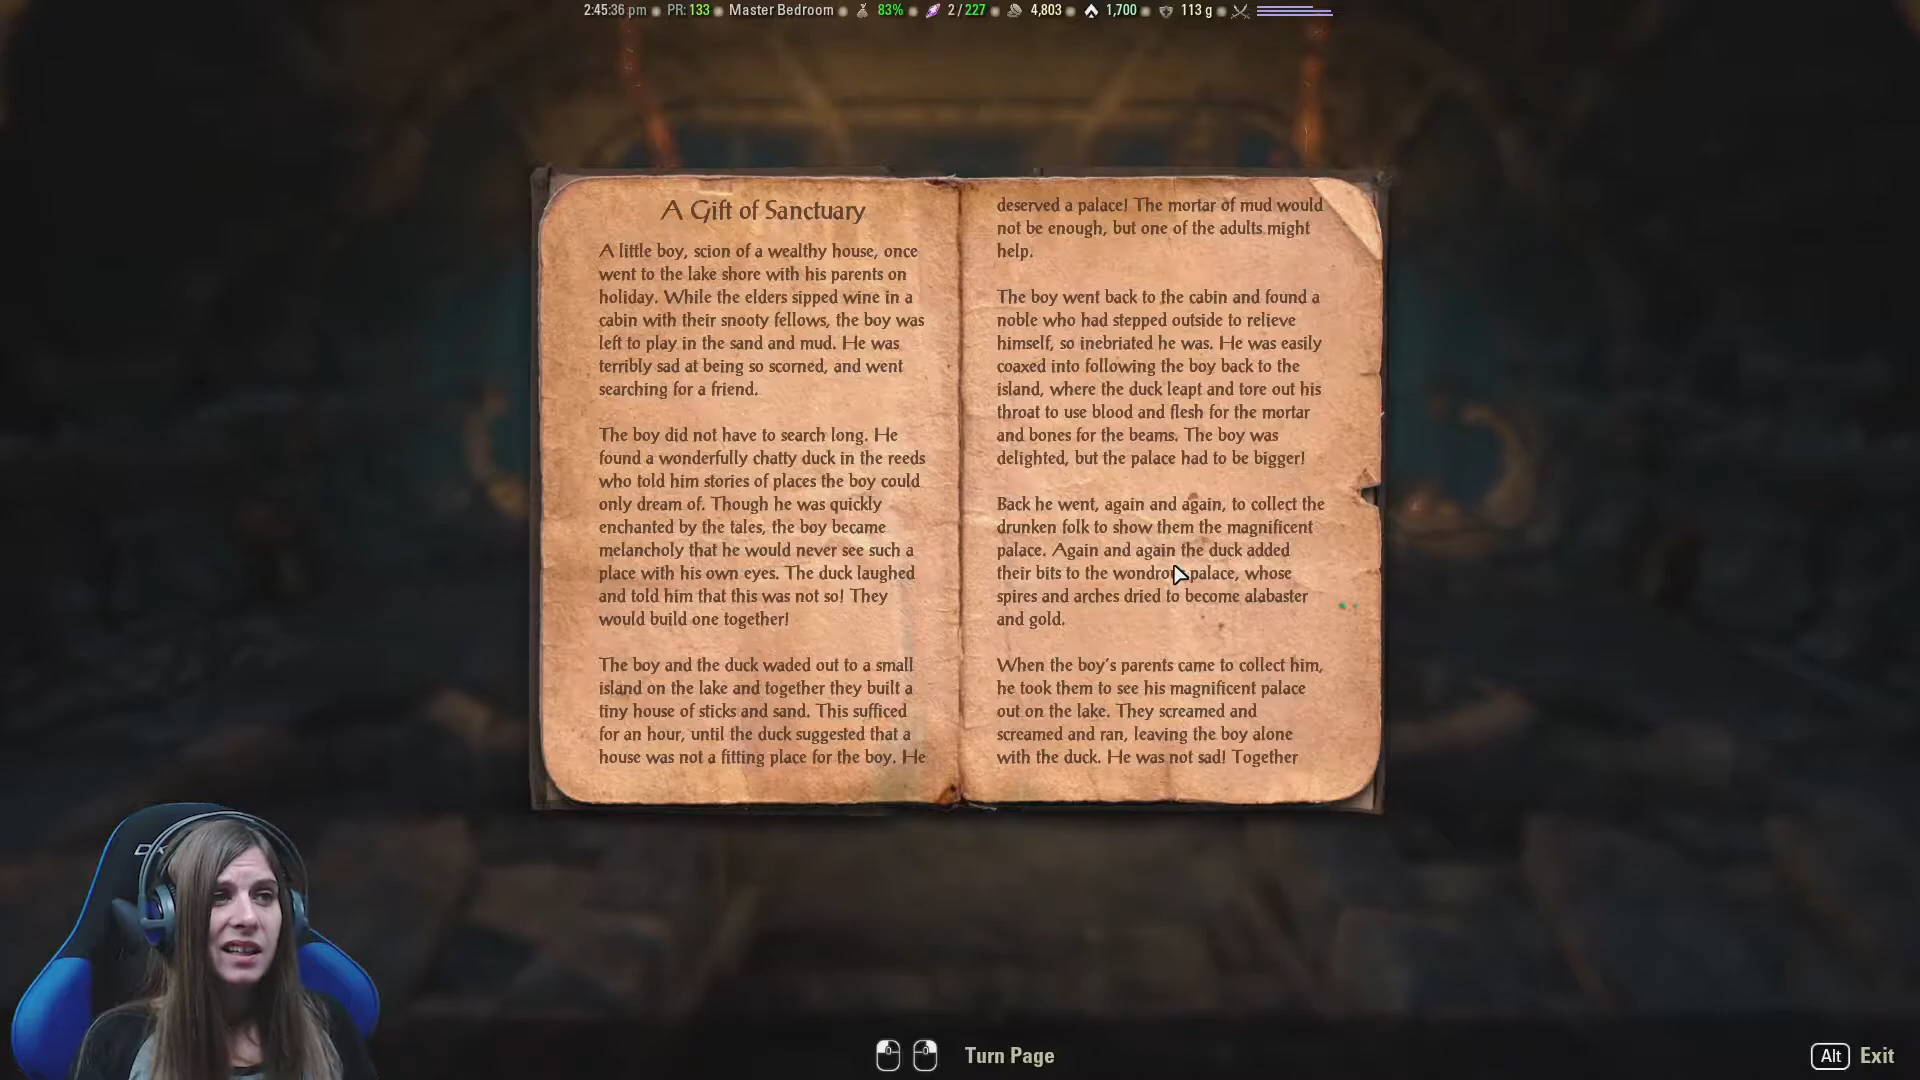 2:45:36 pm PR: 133 Master Bedroom 83% 2/227 4,803 1,700 113 g
A Gift of Sanctuary
A little boy, scion of a wealthy house, once
went to the lake shore with his parents on
holiday. While the elders sipped wine in a
cabin with their snooty fellows, the boy was
left to play in the sand and mud. He was
terribly sad at being so scorned, and went
searching for a friend.
The boy did not have to search long. He
found a wonderfully chatty duck in the reeds
who told him stories of places the boy could
only dream of. Though he was quickly
enchanted by the tales, the boy became
melancholy that he would never see such a
place with his own eyes. The duck laughed
and told him that this was not so! They
would build one together!
The boy and the duck waded out to a small
island on the lake and together they built a
tiny house of sticks and sand. This sufficed
for an hour, until the duck suggested that a
house was not a fitting place for the boy. He
deserved a palace! The mortar of mud would
not be enough, but one of the adults might
help.
The boy went back to the cabin and found a
noble who had stepped outside to relieve
himself, so inebriated he was. He was easily
coaxed into following the boy back to the
island, where the duck leapt and tore out his
throat to use blood and flesh for the mortar
and bones for the beams. The boy was
delighted, but the palace had to be bigger!
Back he went, again and again, to collect the
drunken folk to show them the magnificent
palace. Again and again the duck added
their bits to the wondrous palace, whose
spires and arches dried to become alabaster
and gold.
When the boy's parents came to collect him,
he took them to see his magnificent palace
out on the lake. They screamed and
screamed and ran, leaving the boy alone
with the duck. He was not sad! Together
DX
Turn Page
Alt Exit